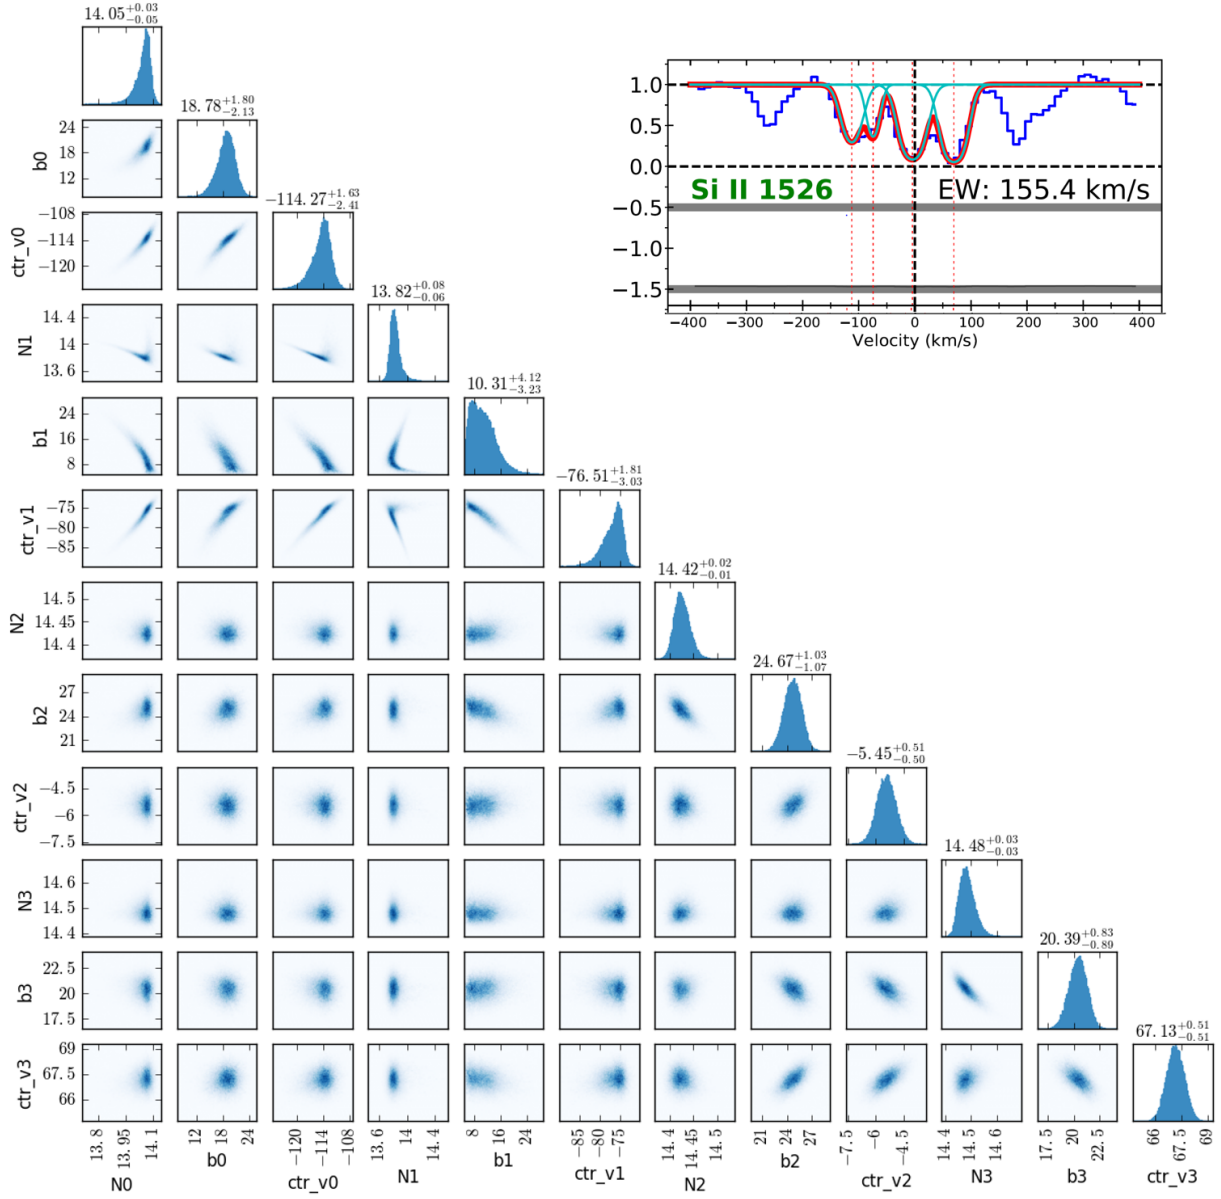 14.05+0.03−0.05
18.78+1.80−2.13
−114.27+1.63−2.41
13.82+0.08−0.06
10.31+4.12−3.23
−76.51+1.81−3.03
14.42+0.02−0.01
24.67+1.03−1.07
−5.45+0.51−0.50
14.48+0.03−0.03
20.39+0.83−0.89
67.13+0.51−0.51
1.0
0.5
0.0
−0.5
−1.0
−1.5
Si II 1526
EW: 155.4 km/s
−400 −300 −200 −100 0 100 200 300 400
Velocity (km/s)
b0
24
18
12
ctr_v0
−108
−114
−120
N1
14.4
14
13.6
b1
24
16
8
ctr_v1
−75
−80
−85
N2
14.5
14.45
14.4
b2
27
24
21
ctr_v2
−4.5
−6
−7.5
N3
14.6
14.5
14.4
b3
22.5
20
17.5
ctr_v3
69
67.5
66
13.8 13.95 14.1
N0
12 18 24
b0
−120 −114 −108
ctr_v0
13.6 14 14.4
N1
8 16 24
b1
−85 −80 −75
ctr_v1
14.4 14.45 14.5
N2
21 24 27
b2
−7.5 −6 −4.5
ctr_v2
14.4 14.5 14.6
N3
17.5 20 22.5
b3
66 67.5 69
ctr_v3